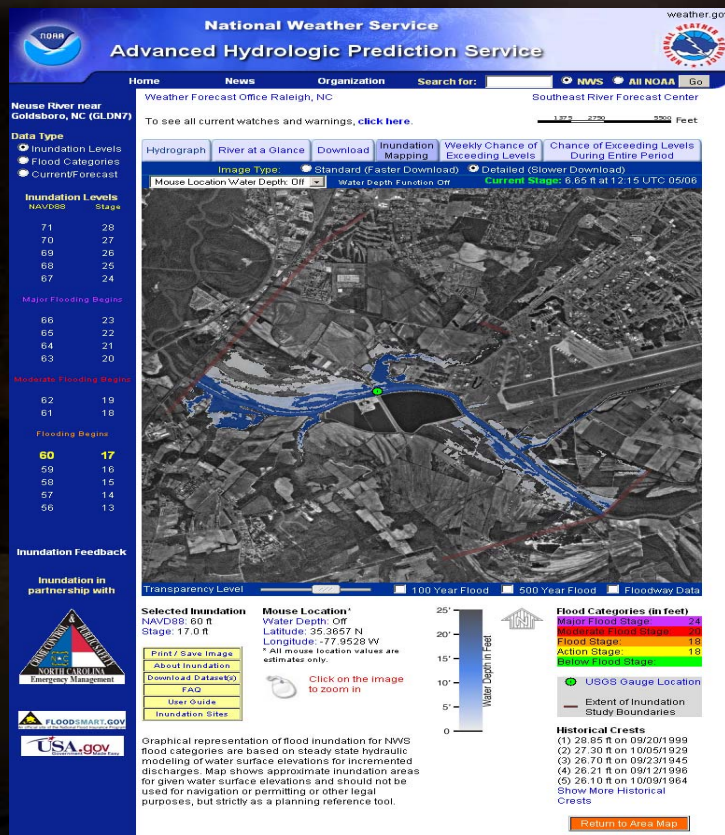 weather.gov
National Weather Service
Advanced Hydrologic Prediction Service
NOAA
Home News Organization Search for: NWS All NOAA Go
Weather Forecast Office Raleigh, NC Southeast River Forecast Center
To see all current watches and warnings, click here.
1375 2750 5500 Feet
Neuse River near
Goldsboro, NC (GLDN7)
Data Type
Inundation Levels
Flood Categories
Current/Forecast
Inundation Levels
NAVD88 Stage
71 28
70 27
69 26
68 25
67 24
Major Flooding Begins
66 23
65 22
64 21
63 20
Moderate Flooding Begins
62 19
61 18
Flooding Begins
60 17
59 16
58 15
57 14
56 13
Inundation Feedback
Inundation in
partnership with
CRIME CONTROL & PUBLIC SAFETY
NORTH CAROLINA
Emergency Management
FLOODSMART.GOV
USA.gov
Government Made Easy
Hydrograph River at a Glance Download Inundation Mapping Weekly Chance of Exceeding Levels Chance of Exceeding Levels During Entire Period
Image Type: Standard (Faster Download) Detailed (Slower Download)
Mouse Location Water Depth: Off Water Depth Function Off Current Stage: 6.65 ft at 12:15 UTC 05/06
Transparency Level 100 Year Flood 500 Year Flood Floodway Data
Selected Inundation
NAVD88: 60 ft
Stage: 17.0 ft
Print / Save Image
About Inundation
Download Dataset(s)
FAQ
User Guide
Inundation Sites
Mouse Location*
Water Depth: Off
Latitude: 35.3657 N
Longitude: -77.9528 W
* All mouse location values are
estimates only.
Click on the image
to zoom in
25'
20'
15'
10'
5'
0
Water Depth in Feet
N
Flood Categories (in feet)
Major Flood Stage: 24
Moderate Flood Stage: 20
Flood Stage: 18
Action Stage: 18
Below Flood Stage:
USGS Gauge Location
Extent of Inundation
Study Boundaries
Historical Crests
(1) 28.85 ft on 09/20/1999
(2) 27.30 ft on 10/05/1929
(3) 26.70 ft on 09/23/1945
(4) 26.21 ft on 09/12/1996
(5) 26.10 ft on 10/09/1964
Show More Historical
Crests
Return to Area Map
Graphical representation of flood inundation for NWS
flood categories are based on steady state hydraulic
modeling of water surface elevations for incremented
discharges. Map shows approximate inundation areas
for given water surface elevations and should not be
used for navigation or permitting or other legal
purposes, but strictly as a planning reference tool.